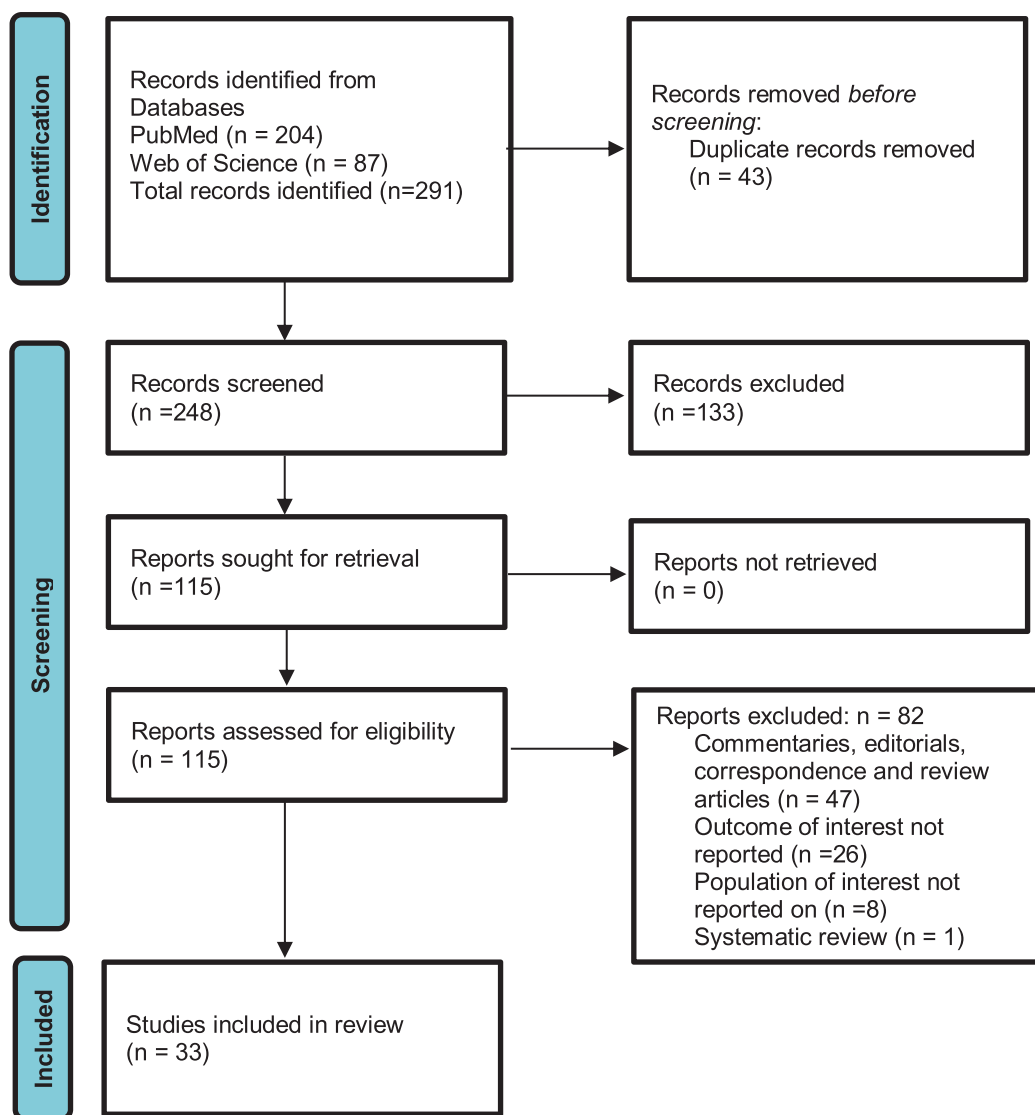 Identification
Records identified from
Databases
PubMed (n = 204)
Web of Science (n = 87)
Total records identified (n=291)
Records removed before
screening:
Duplicate records removed
(n = 43)
Screening
Records screened
(n =248)
Records excluded
(n =133)
Reports sought for retrieval
(n =115)
Reports not retrieved
(n = 0)
Reports assessed for eligibility
(n = 115)
Reports excluded: n = 82
Commentaries, editorials,
correspondence and review
articles (n = 47)
Outcome of interest not
reported (n =26)
Population of interest not
reported on (n =8)
Systematic review (n = 1)
Included
Studies included in review
(n = 33)